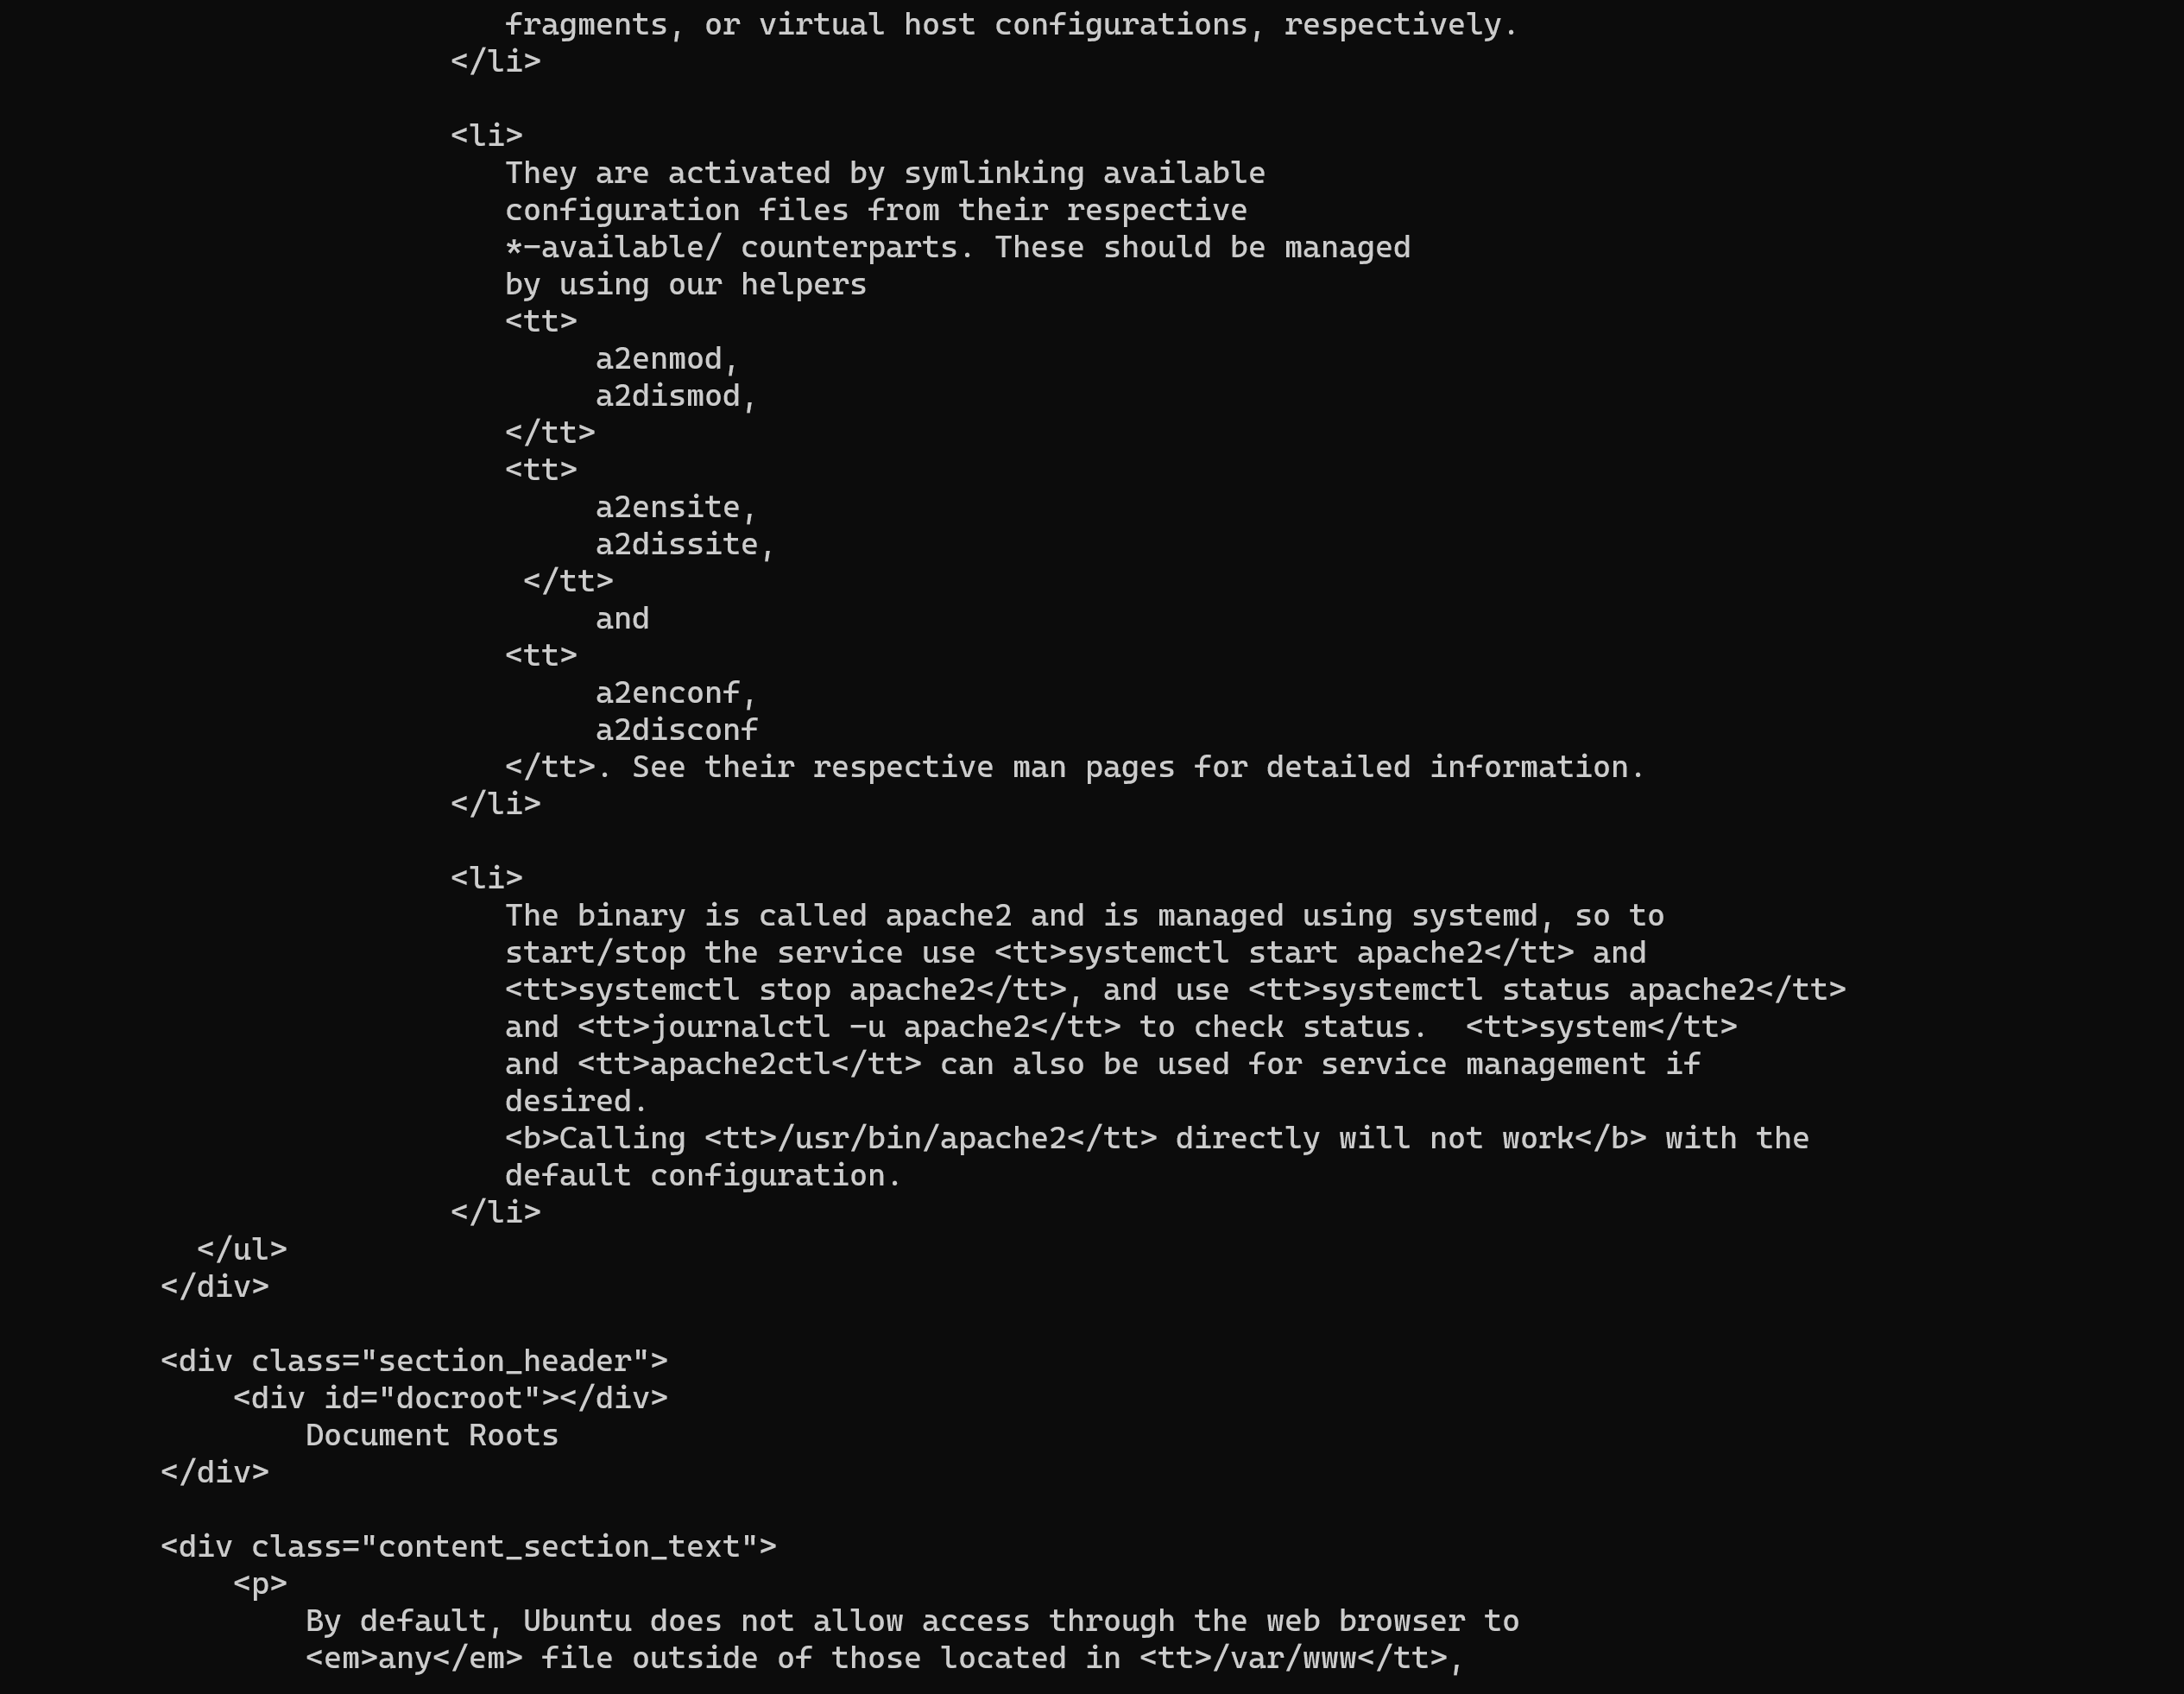 fragments, or virtual host configurations, respectively.
</li>
<li>
They are activated by symlinking available
configuration files from their respective
*-available/ counterparts. These should be managed
by using our helpers
<tt>
a2enmod,
a2dismod,
</tt>
<tt>
a2ensite,
a2dissite,
</tt>
and
<tt>
a2enconf,
a2disconf
</tt>. See their respective man pages for detailed information.
</li>
<li>
The binary is called apache2 and is managed using systemd, so to
start/stop the service use <tt>systemctl start apache2</tt> and
<tt>systemctl stop apache2</tt>, and use <tt>systemctl status apache2</tt>
and <tt>journalctl -u apache2</tt> to check status.  <tt>system</tt>
and <tt>apache2ctl</tt> can also be used for service management if
desired.
<b>Calling <tt>/usr/bin/apache2</tt> directly will not work</b> with the
default configuration.
</li>
</ul>
</div>
<div class="section_header">
<div id="docroot"></div>
Document Roots
</div>
<div class="content_section_text">
<p>
By default, Ubuntu does not allow access through the web browser to
<em>any</em> file outside of those located in <tt>/var/www</tt>,